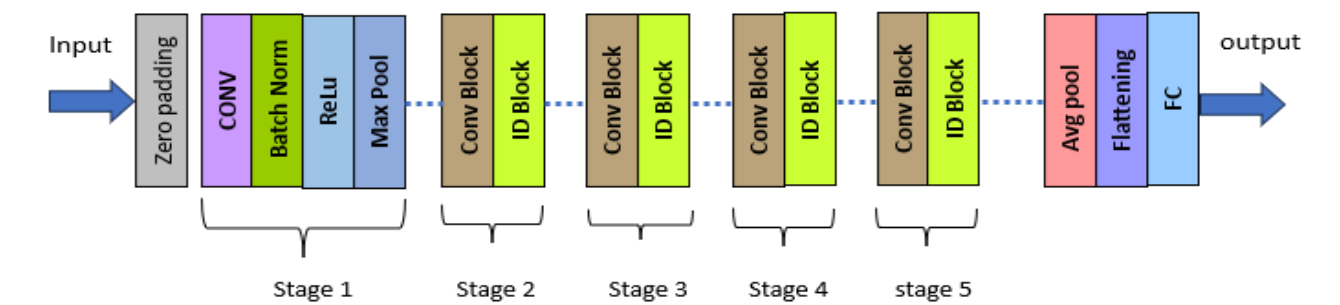 Input
Zero padding
CONV
Batch Norm
ReLu
Max Pool
Conv Block
ID Block
Conv Block
ID Block
Conv Block
ID Block
Conv Block
ID Block
Avg pool
Flattening
FC
output
Stage 1
Stage 2
Stage 3
Stage 4
stage 5